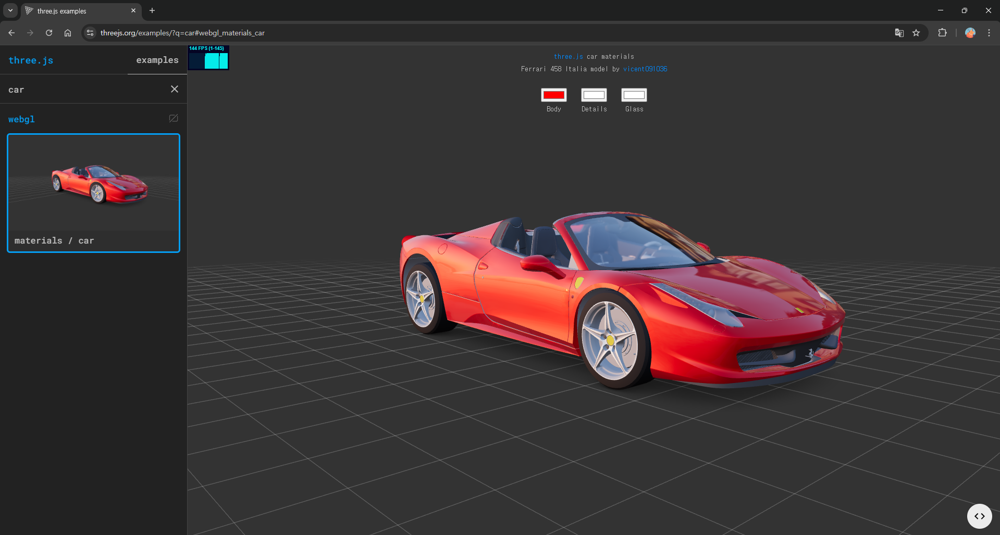 three.js examples
threejs.org/examples/?q=car#webgl_materials_car
three.js
examples
car
webgl
materials / car
144 FPS (1-145)
three.js car materials
Ferrari 458 Italia model by vicent091036
Body
Details
Glass